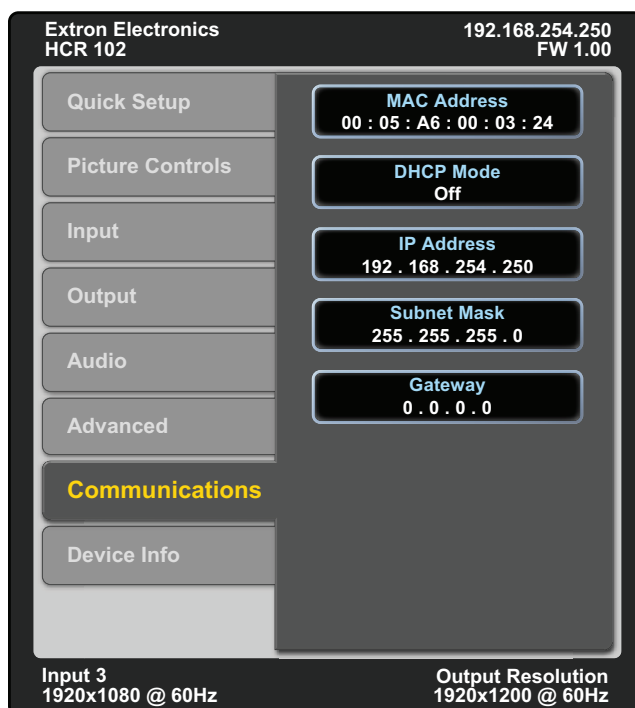 Extron Electronics
HCR 102
192.168.254.250
FW 1.00
Quick Setup
Picture Controls
Input
Output
Audio
Advanced
Communications
Device Info
MAC Address
00 : 05 : A6 : 00 : 03 : 24
DHCP Mode
Off
IP Address
192 . 168 . 254 . 250
Subnet Mask
255 . 255 . 255 . 0
Gateway
0 . 0 . 0 . 0
Input 3
1920x1080 @ 60Hz
Output Resolution
1920x1200 @ 60Hz